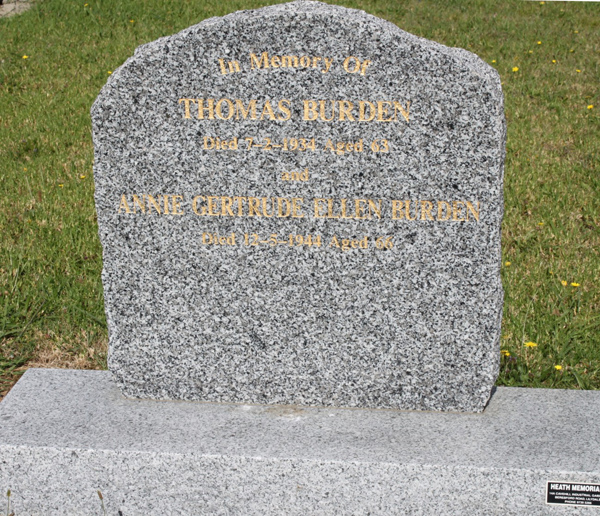 In Memory Of
THOMAS BURDEN
Died 7-2-1934 Aged 63
and
ANNIE GERTRUDE ELLEN BURDEN
Died 12-5-1944 Aged 66
HEATH MEMORIA